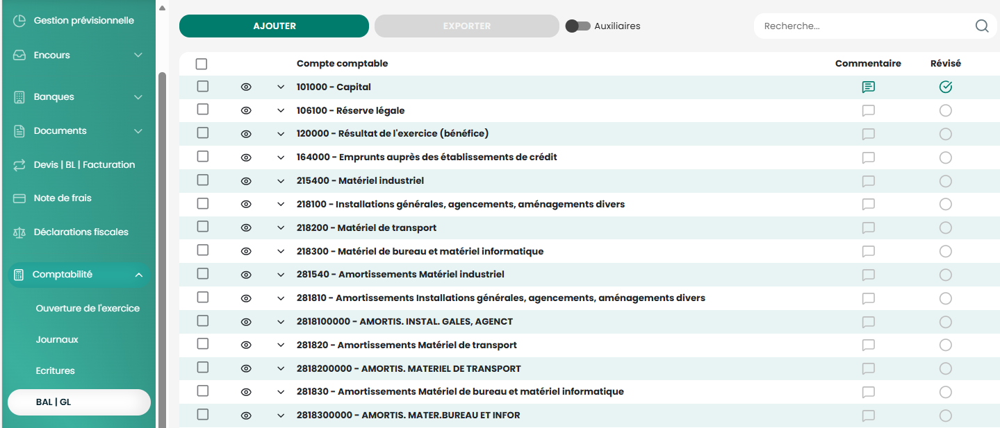 Gestion prévisionnelle
Encours
Banques
Documents
Devis | BL | Facturation
Note de frais
Déclarations fiscales
Comptabilité
Ouverture de l'exercice
Journaux
Ecritures
BAL | GL
AJOUTER EXPORTER Auxiliaires Recherche...
Compte comptable Commentaire Révisé
101000 - Capital
106100 - Réserve légale
120000 - Résultat de l'exercice (bénéfice)
164000 - Emprunts auprès des établissements de crédit
215400 - Matériel industriel
218100 - Installations générales, agencements, aménagements divers
218200 - Matériel de transport
218300 - Matériel de bureau et matériel informatique
281540 - Amortissements Matériel industriel
281810 - Amortissements Installations générales, agencements, aménagements divers
2818100000 - AMORTIS. INSTAL. GALES, AGENCT
281820 - Amortissements Matériel de transport
2818200000 - AMORTIS. MATERIEL DE TRANSPORT
281830 - Amortissements Matériel de bureau et matériel informatique
2818300000 - AMORTIS. MATER.BUREAU ET INFOR